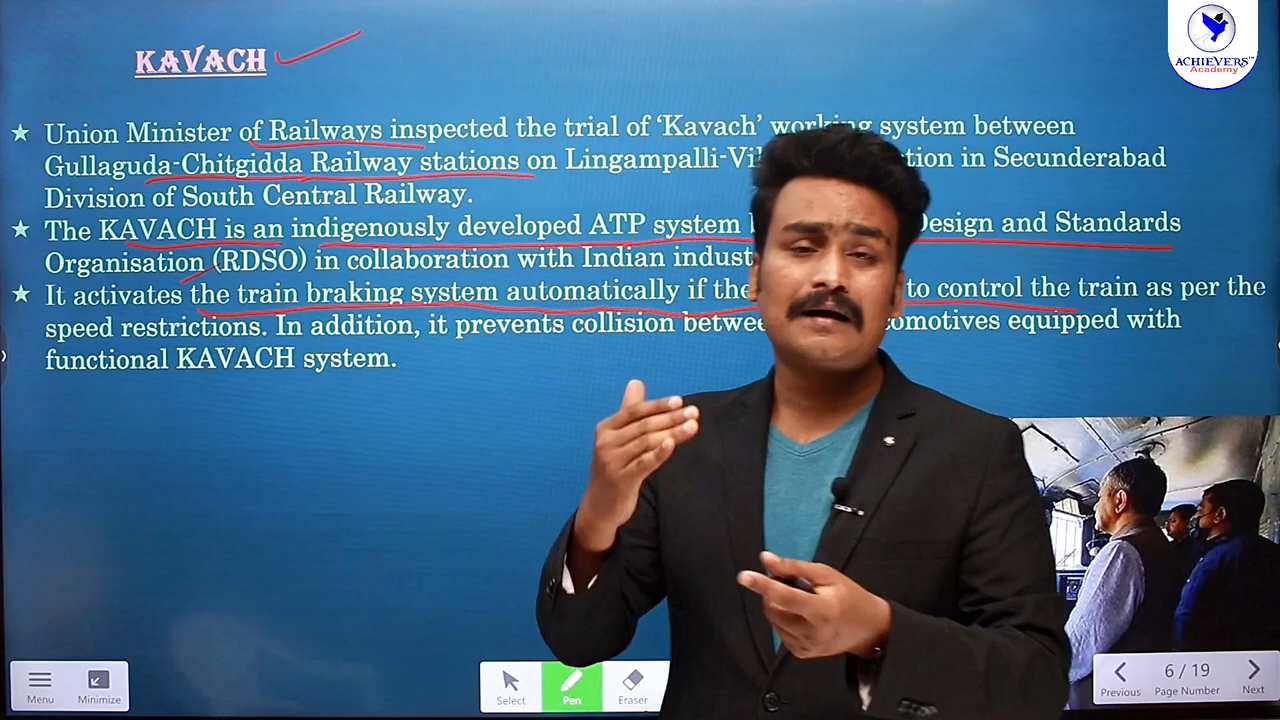 KAVACH
ACHIEVERS™
Academy
★ Union Minister of Railways inspected the trial of ‘Kavach’ working system between
Gullaguda-Chitgidda Railway stations on Lingampalli-Vi tion in Secunderabad
Division of South Central Railway.
★ The KAVACH is an indigenously developed ATP system Design and Standards
Organisation (RDSO) in collaboration with Indian indust
★ It activates the train braking system automatically if the to control the train as per the
speed restrictions. In addition, it prevents collision betwee comotives equipped with
functional KAVACH system.
Menu
Minimize
Select
Pen
Eraser
Previous
6 / 19
Page Number
Next